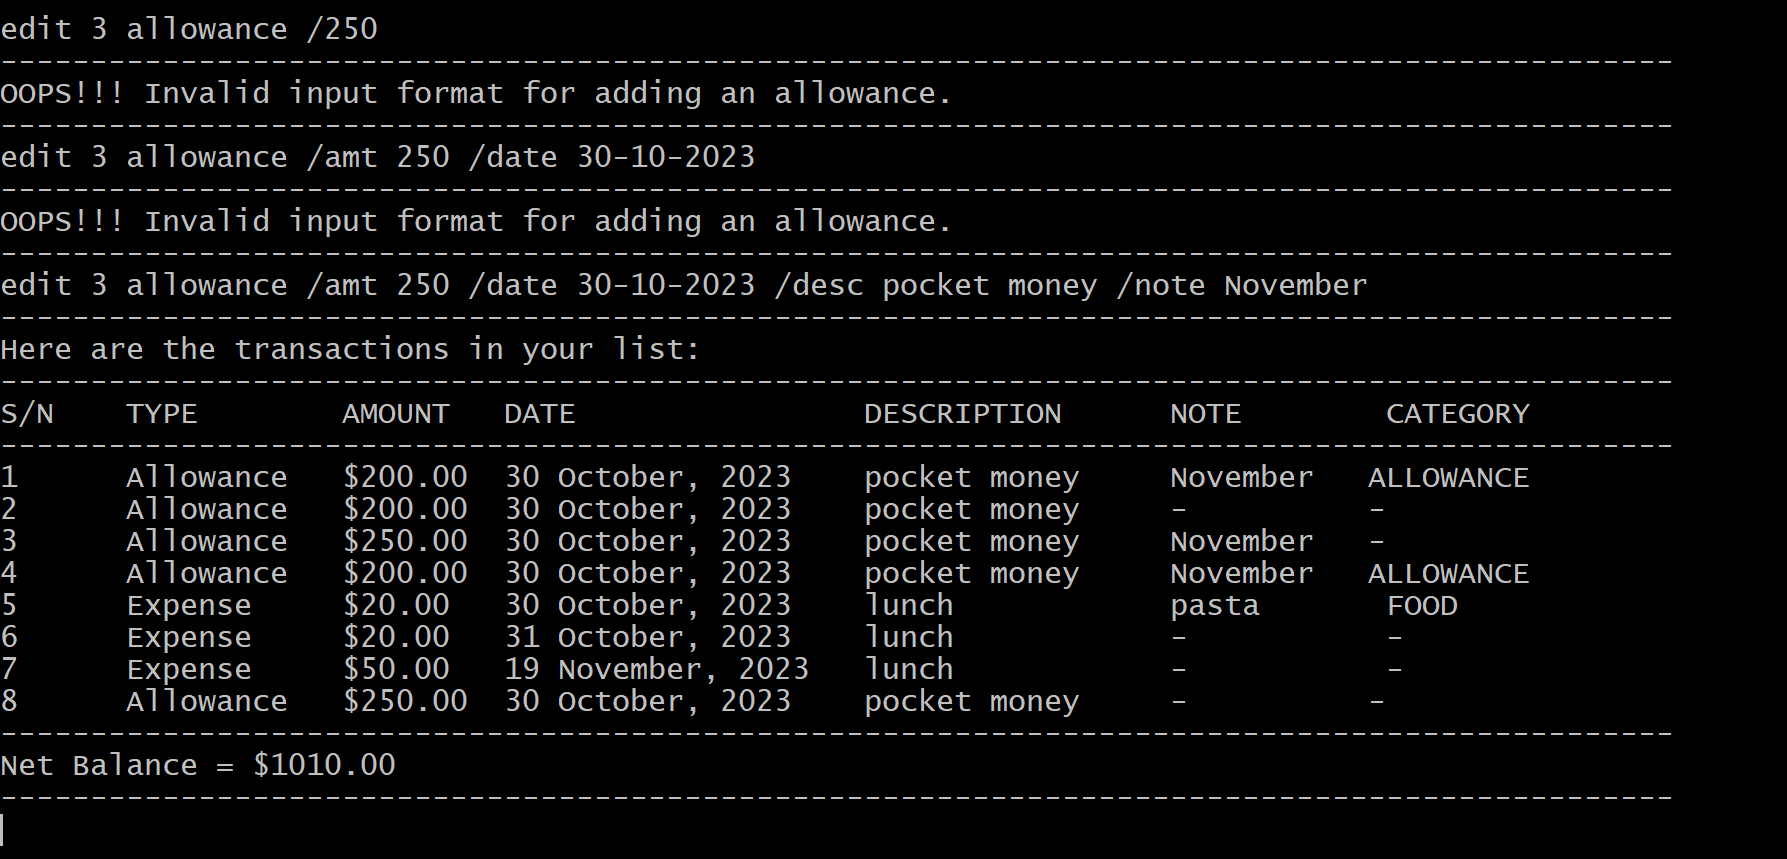 edit 3 allowance /250
---------------------------------------------------------------------------------------------
OOPS!!! Invalid input format for adding an allowance.
---------------------------------------------------------------------------------------------
edit 3 allowance /amt 250 /date 30-10-2023
---------------------------------------------------------------------------------------------
OOPS!!! Invalid input format for adding an allowance.
---------------------------------------------------------------------------------------------
edit 3 allowance /amt 250 /date 30-10-2023 /desc pocket money /note November
---------------------------------------------------------------------------------------------
Here are the transactions in your list:
---------------------------------------------------------------------------------------------
S/N    TYPE        AMOUNT   DATE                DESCRIPTION      NOTE        CATEGORY
---------------------------------------------------------------------------------------------
1      Allowance   $200.00  30 October, 2023    pocket money     November   ALLOWANCE
2      Allowance   $200.00  30 October, 2023    pocket money     -          -
3      Allowance   $250.00  30 October, 2023    pocket money     November   -
4      Allowance   $200.00  30 October, 2023    pocket money     November   ALLOWANCE
5      Expense     $20.00   30 October, 2023    lunch            pasta       FOOD
6      Expense     $20.00   31 October, 2023    lunch            -           -
7      Expense     $50.00   19 November, 2023   lunch            -           -
8      Allowance   $250.00  30 October, 2023    pocket money     -          -
---------------------------------------------------------------------------------------------
Net Balance = $1010.00
---------------------------------------------------------------------------------------------